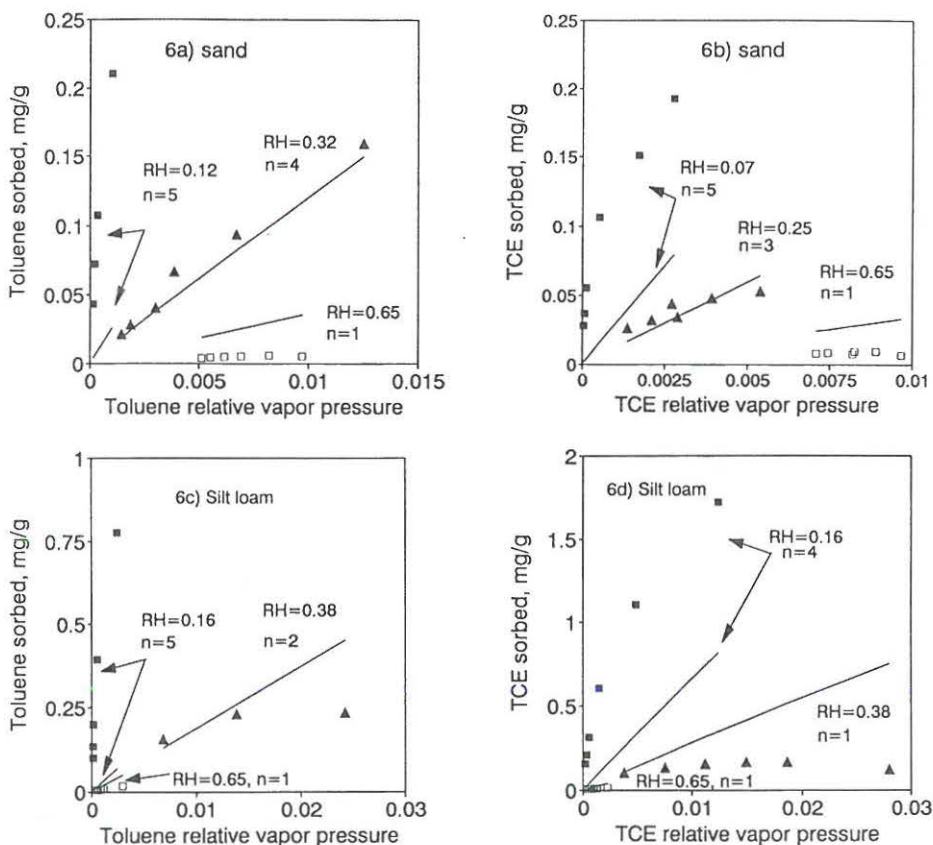 0.25
0.2
0.15
0.1
0.05
0
Toluene sorbed, mg/g
6a) sand
RH=0.12
n=5
RH=0.32
n=4
RH=0.65
n=1
0
0.005
0.01
0.015
Toluene relative vapor pressure
0.25
0.2
0.15
0.1
0.05
0
TCE sorbed, mg/g
6b) sand
RH=0.07
n=5
RH=0.25
n=3
RH=0.65
n=1
0
0.0025
0.005
0.0075
0.01
TCE relative vapor pressure
1
0.75
0.5
0.25
0
Toluene sorbed, mg/g
6c) Silt loam
RH=0.16
n=5
RH=0.38
n=2
RH=0.65, n=1
0
0.01
0.02
0.03
Toluene relative vapor pressure
2
1.5
1
0.5
0
TCE sorbed, mg/g
6d) Silt loam
RH=0.16
n=4
RH=0.38
n=1
RH=0.65, n=1
0
0.01
0.02
0.03
TCE relative vapor pressure